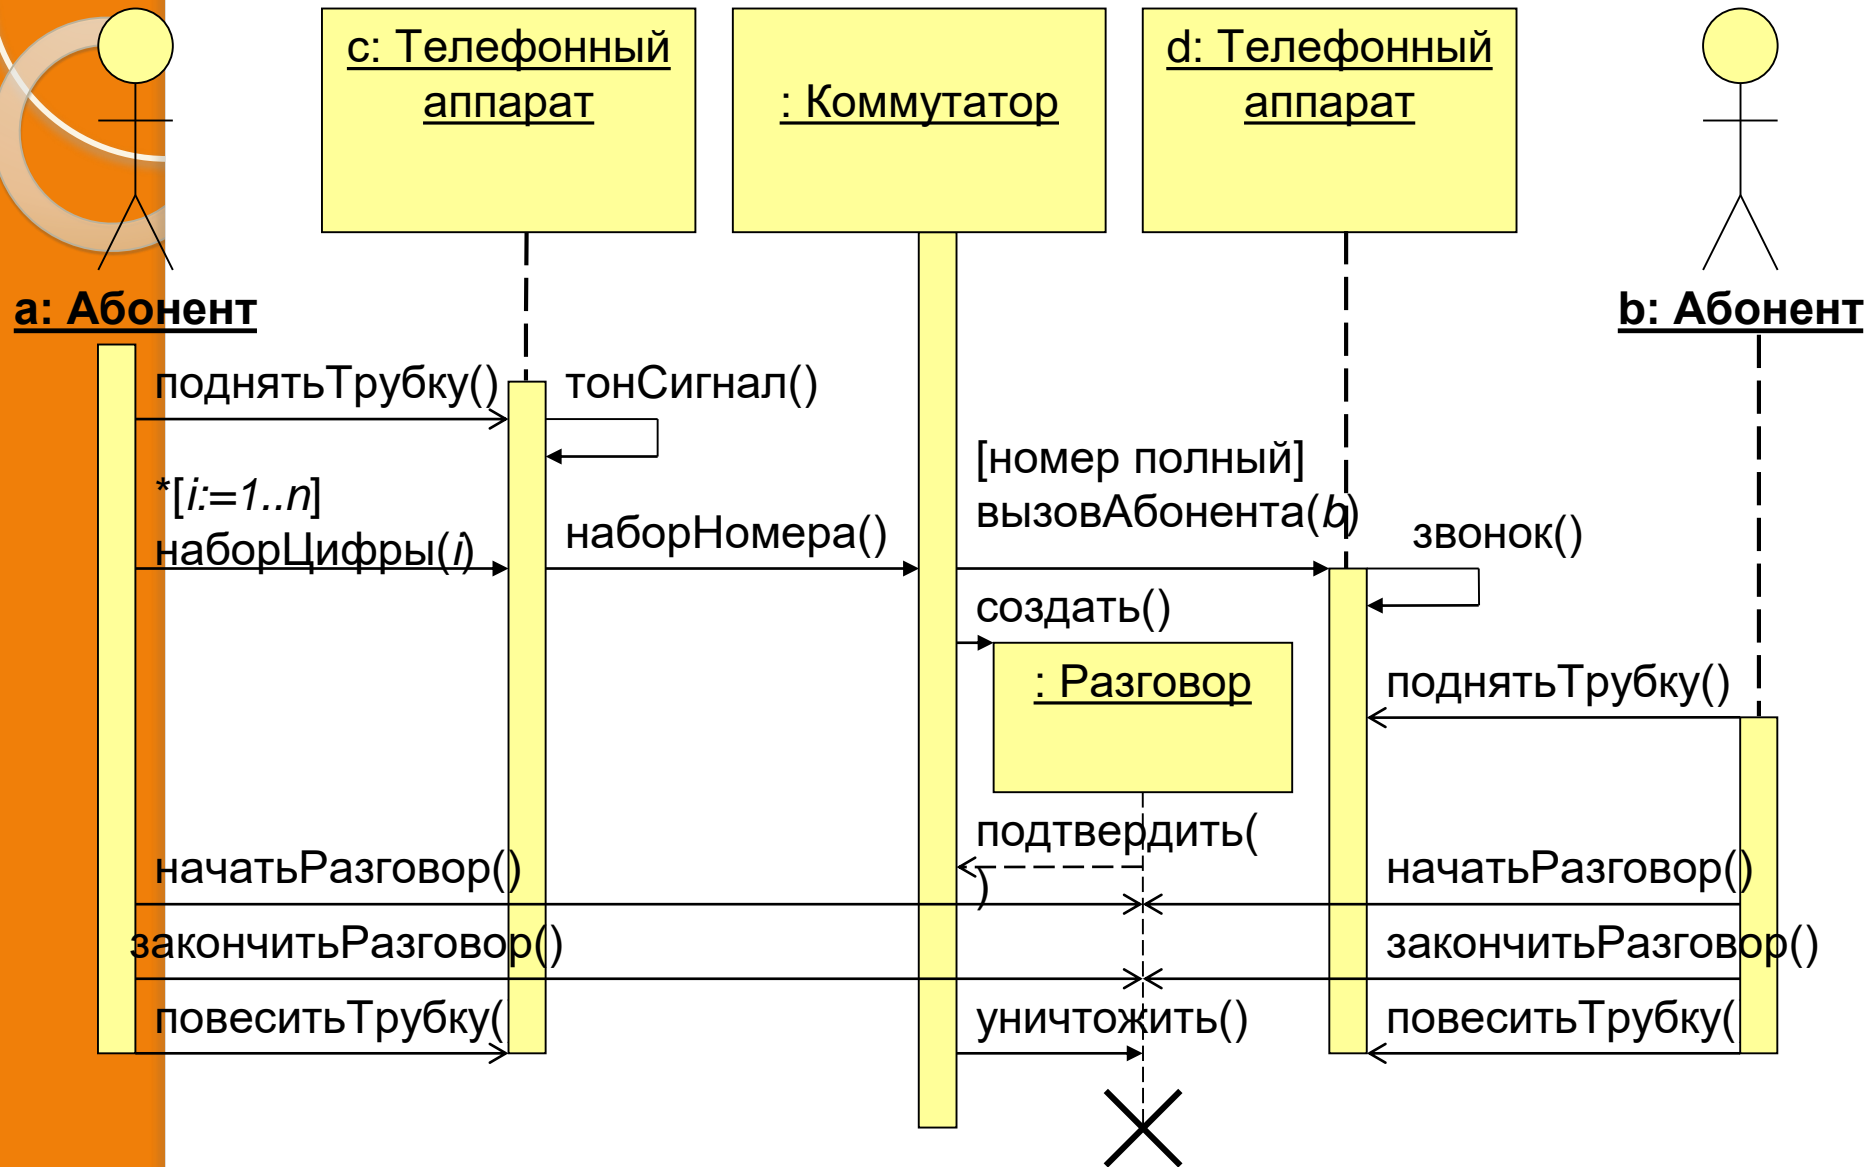 c: Телефонный
аппарат
: Коммутатор
d: Телефонный
аппарат
a: Абонент
b: Абонент
поднятьТрубку()
тонСигнал()
*[i:=1..n]
наборЦифры(i)
наборНомера()
[номер полный]
вызовАбонента(b)
звонок()
создать()
: Разговор
поднятьТрубку()
подтвердить(
)
начатьРазговор()
начатьРазговор()
закончитьРазговор()
закончитьРазговор()
повеситьТрубку(
уничтожить()
повеситьТрубку(